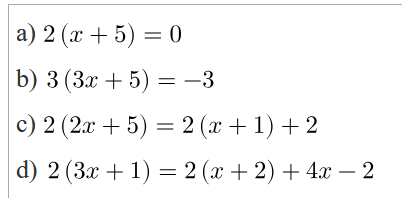 a) 2 (x + 5) = 0
b) 3 (3x + 5) = −3
c) 2 (2x + 5) = 2 (x + 1) + 2
d) 2 (3x + 1) = 2 (x + 2) + 4x − 2